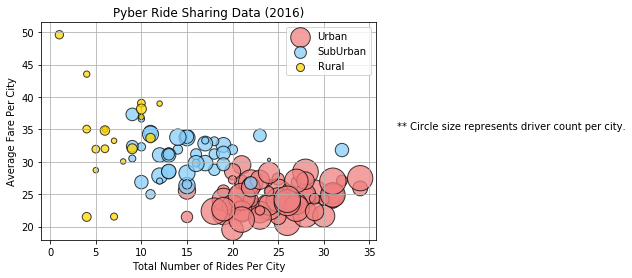 Pyber Ride Sharing Data (2016)
Urban
SubUrban
Rural
50
45
40
35
30
25
20
Average Fare Per City
0 5 10 15 20 25 30 35
Total Number of Rides Per City
** Circle size represents driver count per city.